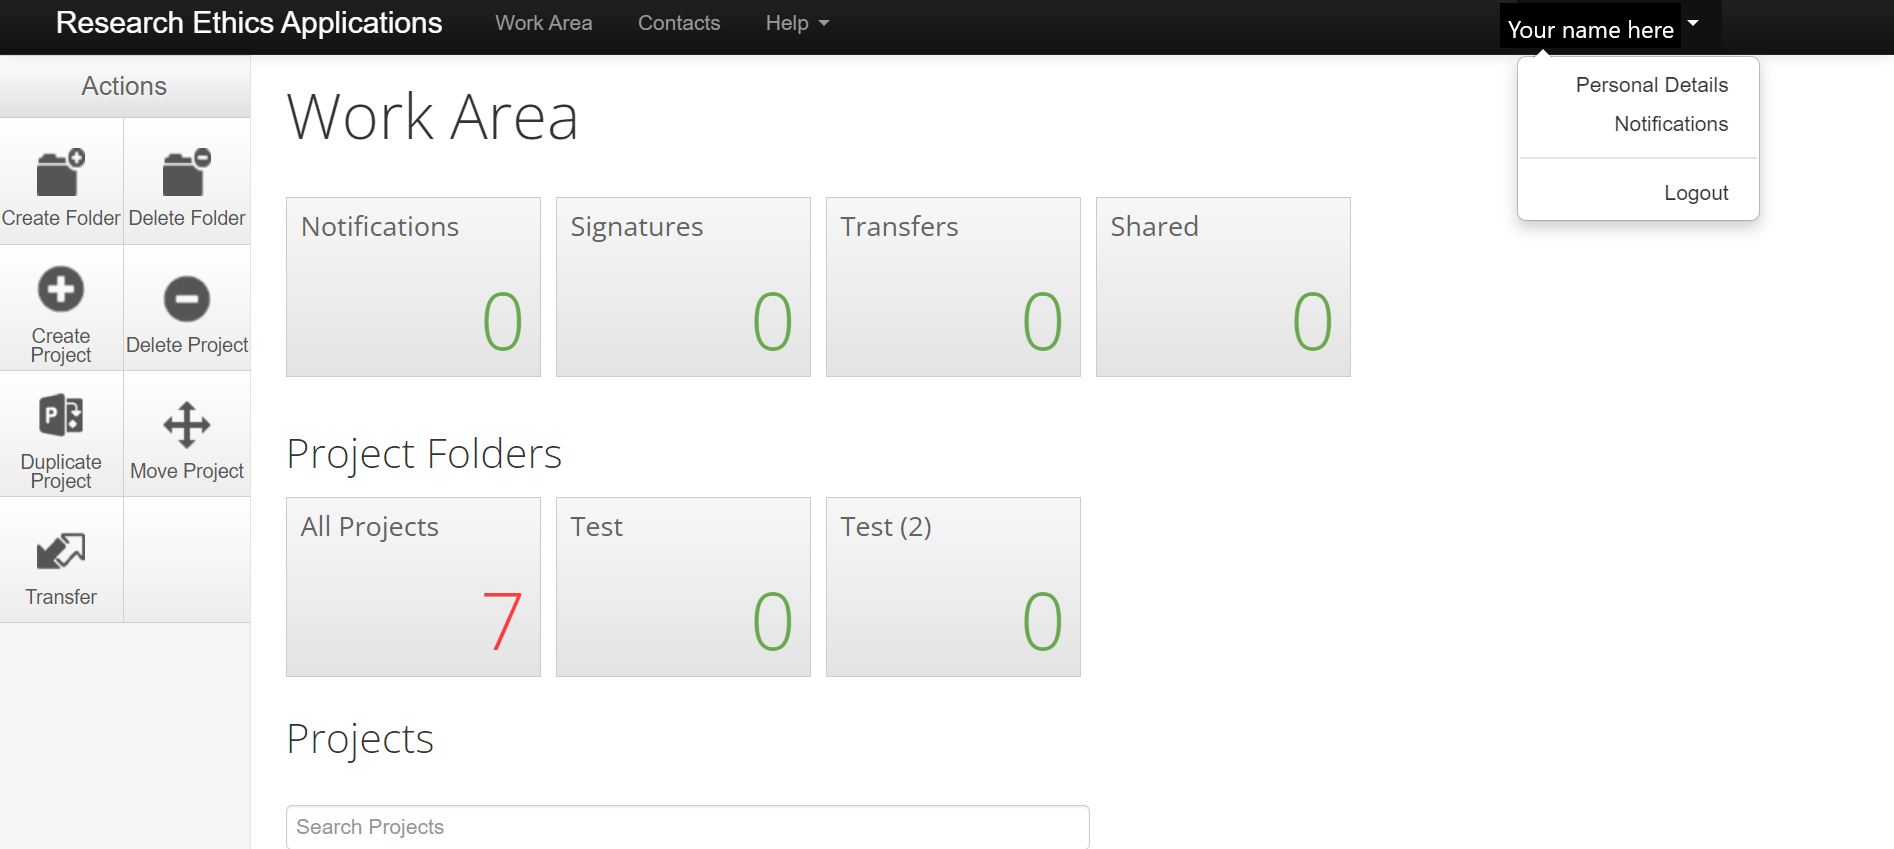 Research Ethics Applications
Work Area
Contacts
Help
Your name here
Personal Details
Notifications
Logout
Actions
Create Folder
Delete Folder
Create
Project
Delete Project
P
Duplicate
Project
Move Project
Transfer
Work Area
Notifications
0
Signatures
0
Transfers
0
Shared
0
Project Folders
All Projects
7
Test
0
Test (2)
0
Projects
Search Projects